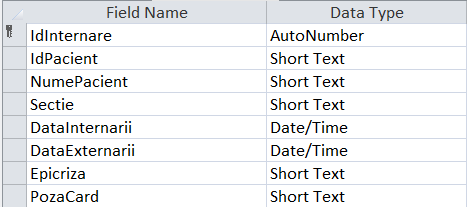 Field Name Data Type
IdInternare AutoNumber
IdPacient Short Text
NumePacient Short Text
Sectie Short Text
DataInternarii Date/Time
DataExternarii Date/Time
Epicriza Short Text
PozaCard Short Text